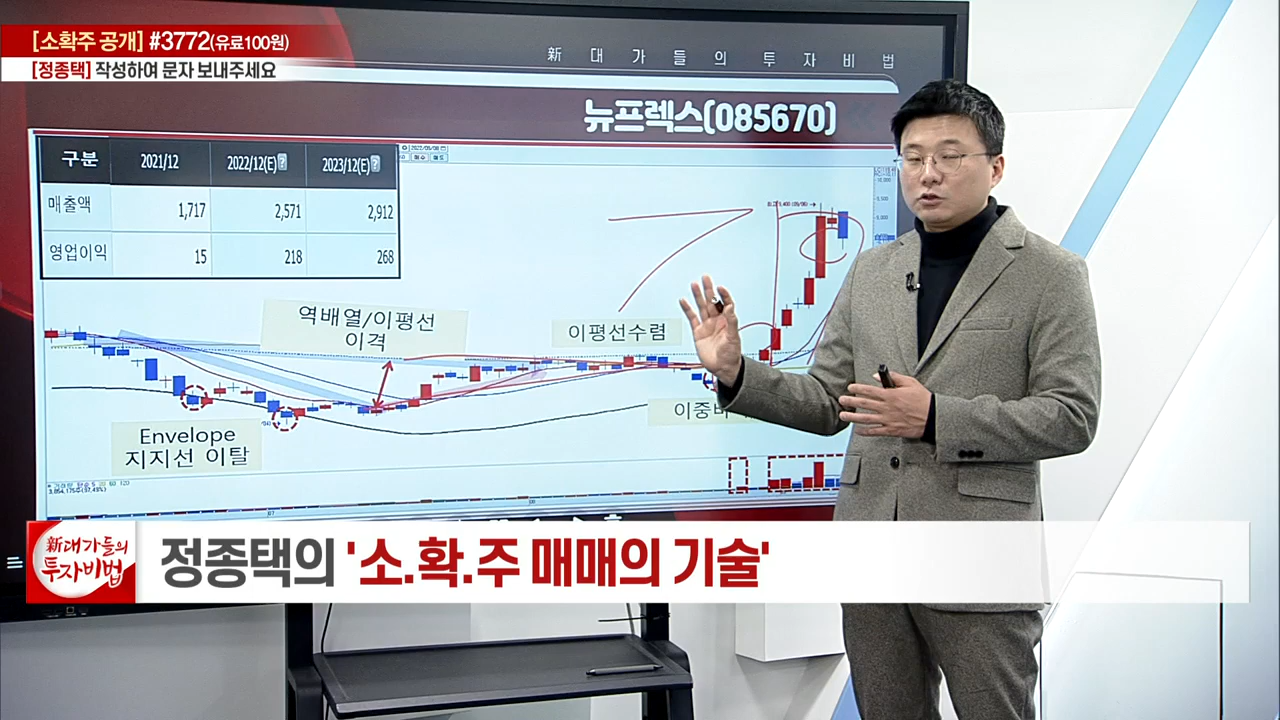 [소확주 공개] #3772(유료100원)
[정종택] 작성하여 문자 보내주세요
新 대 가 들 의 투 자 비 법
뉴프렉스(085670)
구분 2021/12 2022/12(E)? 2023/12(E)?
매출액 1,717 2,571 2,912
영업이익 15 218 268
역배열/이평선
이격
이평선수렴
이중바
Envelope
지지선 이탈
新대가들의
투자비법
정종택의 '소.확.주 매매의 기술'